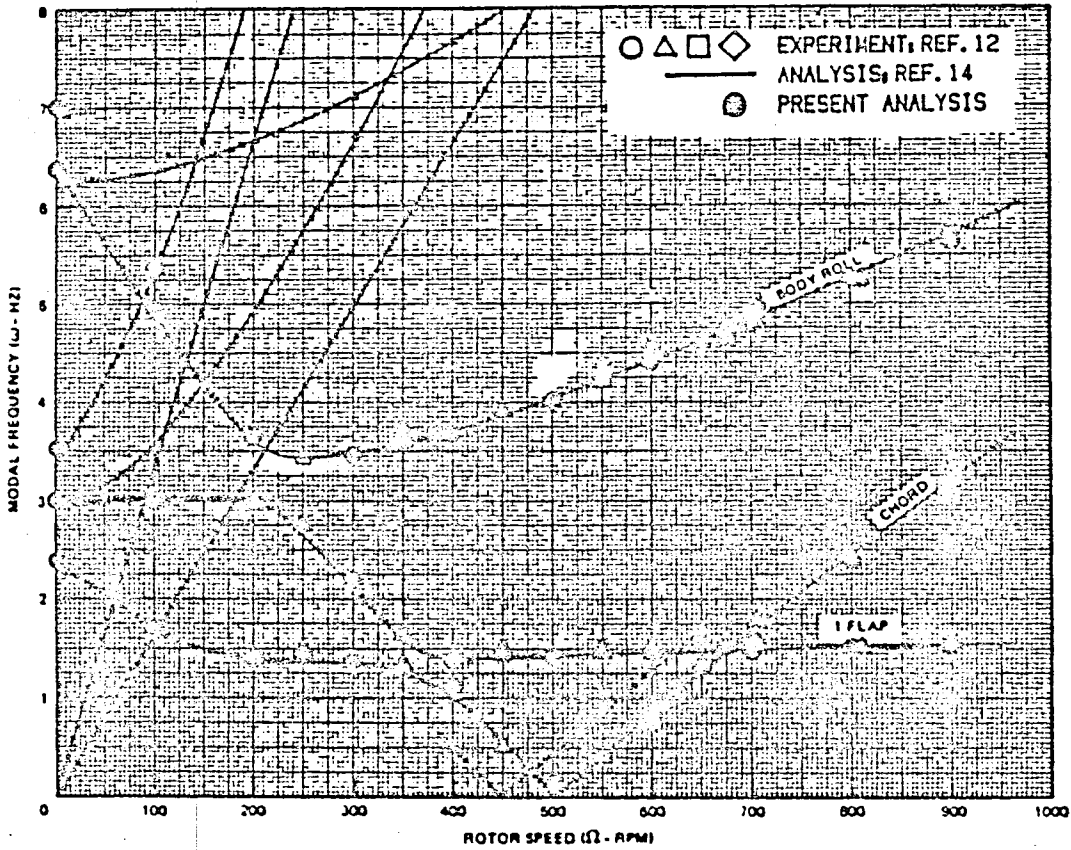 8
7
6
5
4
3
2
1
0
MODAL FREQUENCY (ω - HZ)
EXPERIMENT: REF. 12
ANALYSIS: REF. 14
PRESENT ANALYSIS
BODY ROLL
CHORD
1 FLAP
100 200 300 400 500 600 700 800 900 1000
ROTOR SPEED (Ω - RPM)